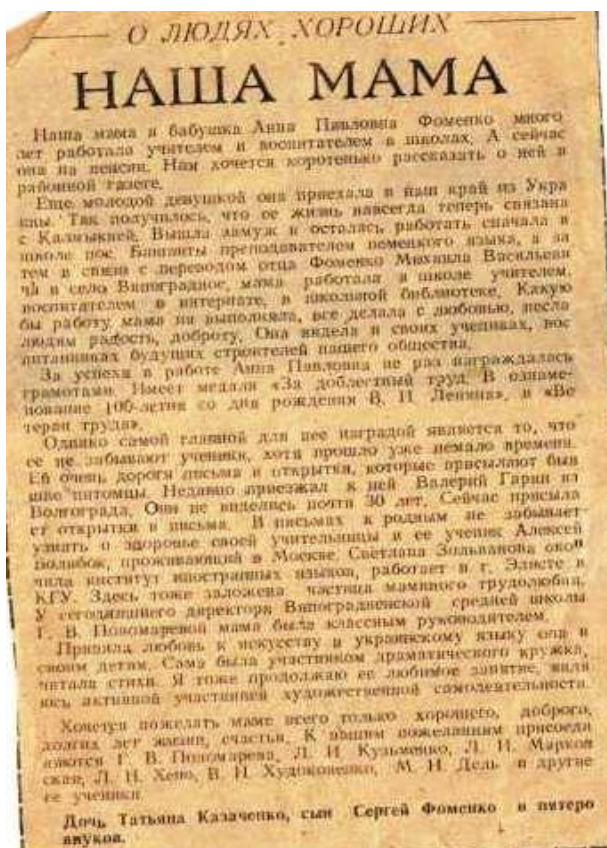 О ЛЮДЯХ ХОРОШИХ
НАША МАМА
Наша мама и бабушка Анна Павловна Фоменко много
лет работала учителем и воспитателем в школах. А сейчас
она на пенсии. Нам хочется коротенько рассказать о ней в
районной газете.
Еще молодой девушкой она приехала в наш край из Укра
ины. Так получилось, что ее жизнь навсегда теперь связана
с Калмыкией. Вышла замуж и осталась работать сначала в
школе пос. Башанты преподавателем немецкого языка, а за
тем в связи с переводом отца Фоменко Михаила Васильеви
ча в село Виноградное, мама работала в школе учителем,
воспитателем в интернате, в школьной библиотеке. Какую
бы работу мама ни выполняла, все делала с любовью, несла
людям радость, доброту. Она видела в своих учениках, вос
питанниках будущих строителей нашего общества.
За успехи в работе Анна Павловна не раз награждалась
грамотами. Имеет медали «За доблестный труд. В ознаме-
нование 100-летия со дня рождения В. И. Ленина», и «Ве
теран труда».
Однако самой главной для нее наградой является то, что
ее не забывают ученики, хотя прошло уже немало времени.
Ей очень дороги письма и открытки, которые присылают быв
шие питомцы. Недавно приезжал к ней Валерий Гарин из
Волгограда. Они не виделись почти 30 лет. Сейчас присыла
ет открытки и письма. В письмах к родным не забывает
узнать о здоровье своей учительницы и ее ученик Алексей
проживающий в Москве. Светлана Зольванова окон
чила институт иностранных языков, работает в г. Элисте в
КГУ. Здесь тоже заложена частица маминого трудолюбия.
У сегодняшнего директора Виноградненской средней школы
Г. В. Пономаревой мама была классным руководителем.
Привила любовь к искусству и украинскому языку она и
своим детям. Сама была участником драматического кружка,
читала стихи. Я тоже продолжаю ее любимое занятие, явля
юсь активной участницей художественной самодеятельности.
Хочется пожелать маме всего только хорошего, доброго,
долгих лет жизни, счастья. К нашим пожеланиям присоеди
няются Г. В. Пономарева, Л. И. Кузьменко, Л. И. Марков
ская, Л. Н. Хено, В. И. Худоконенко, М. И. Дель и другие
ее ученики.
Дочь Татьяна Казаченко, сын Сергей Фоменко и пятеро
внуков.